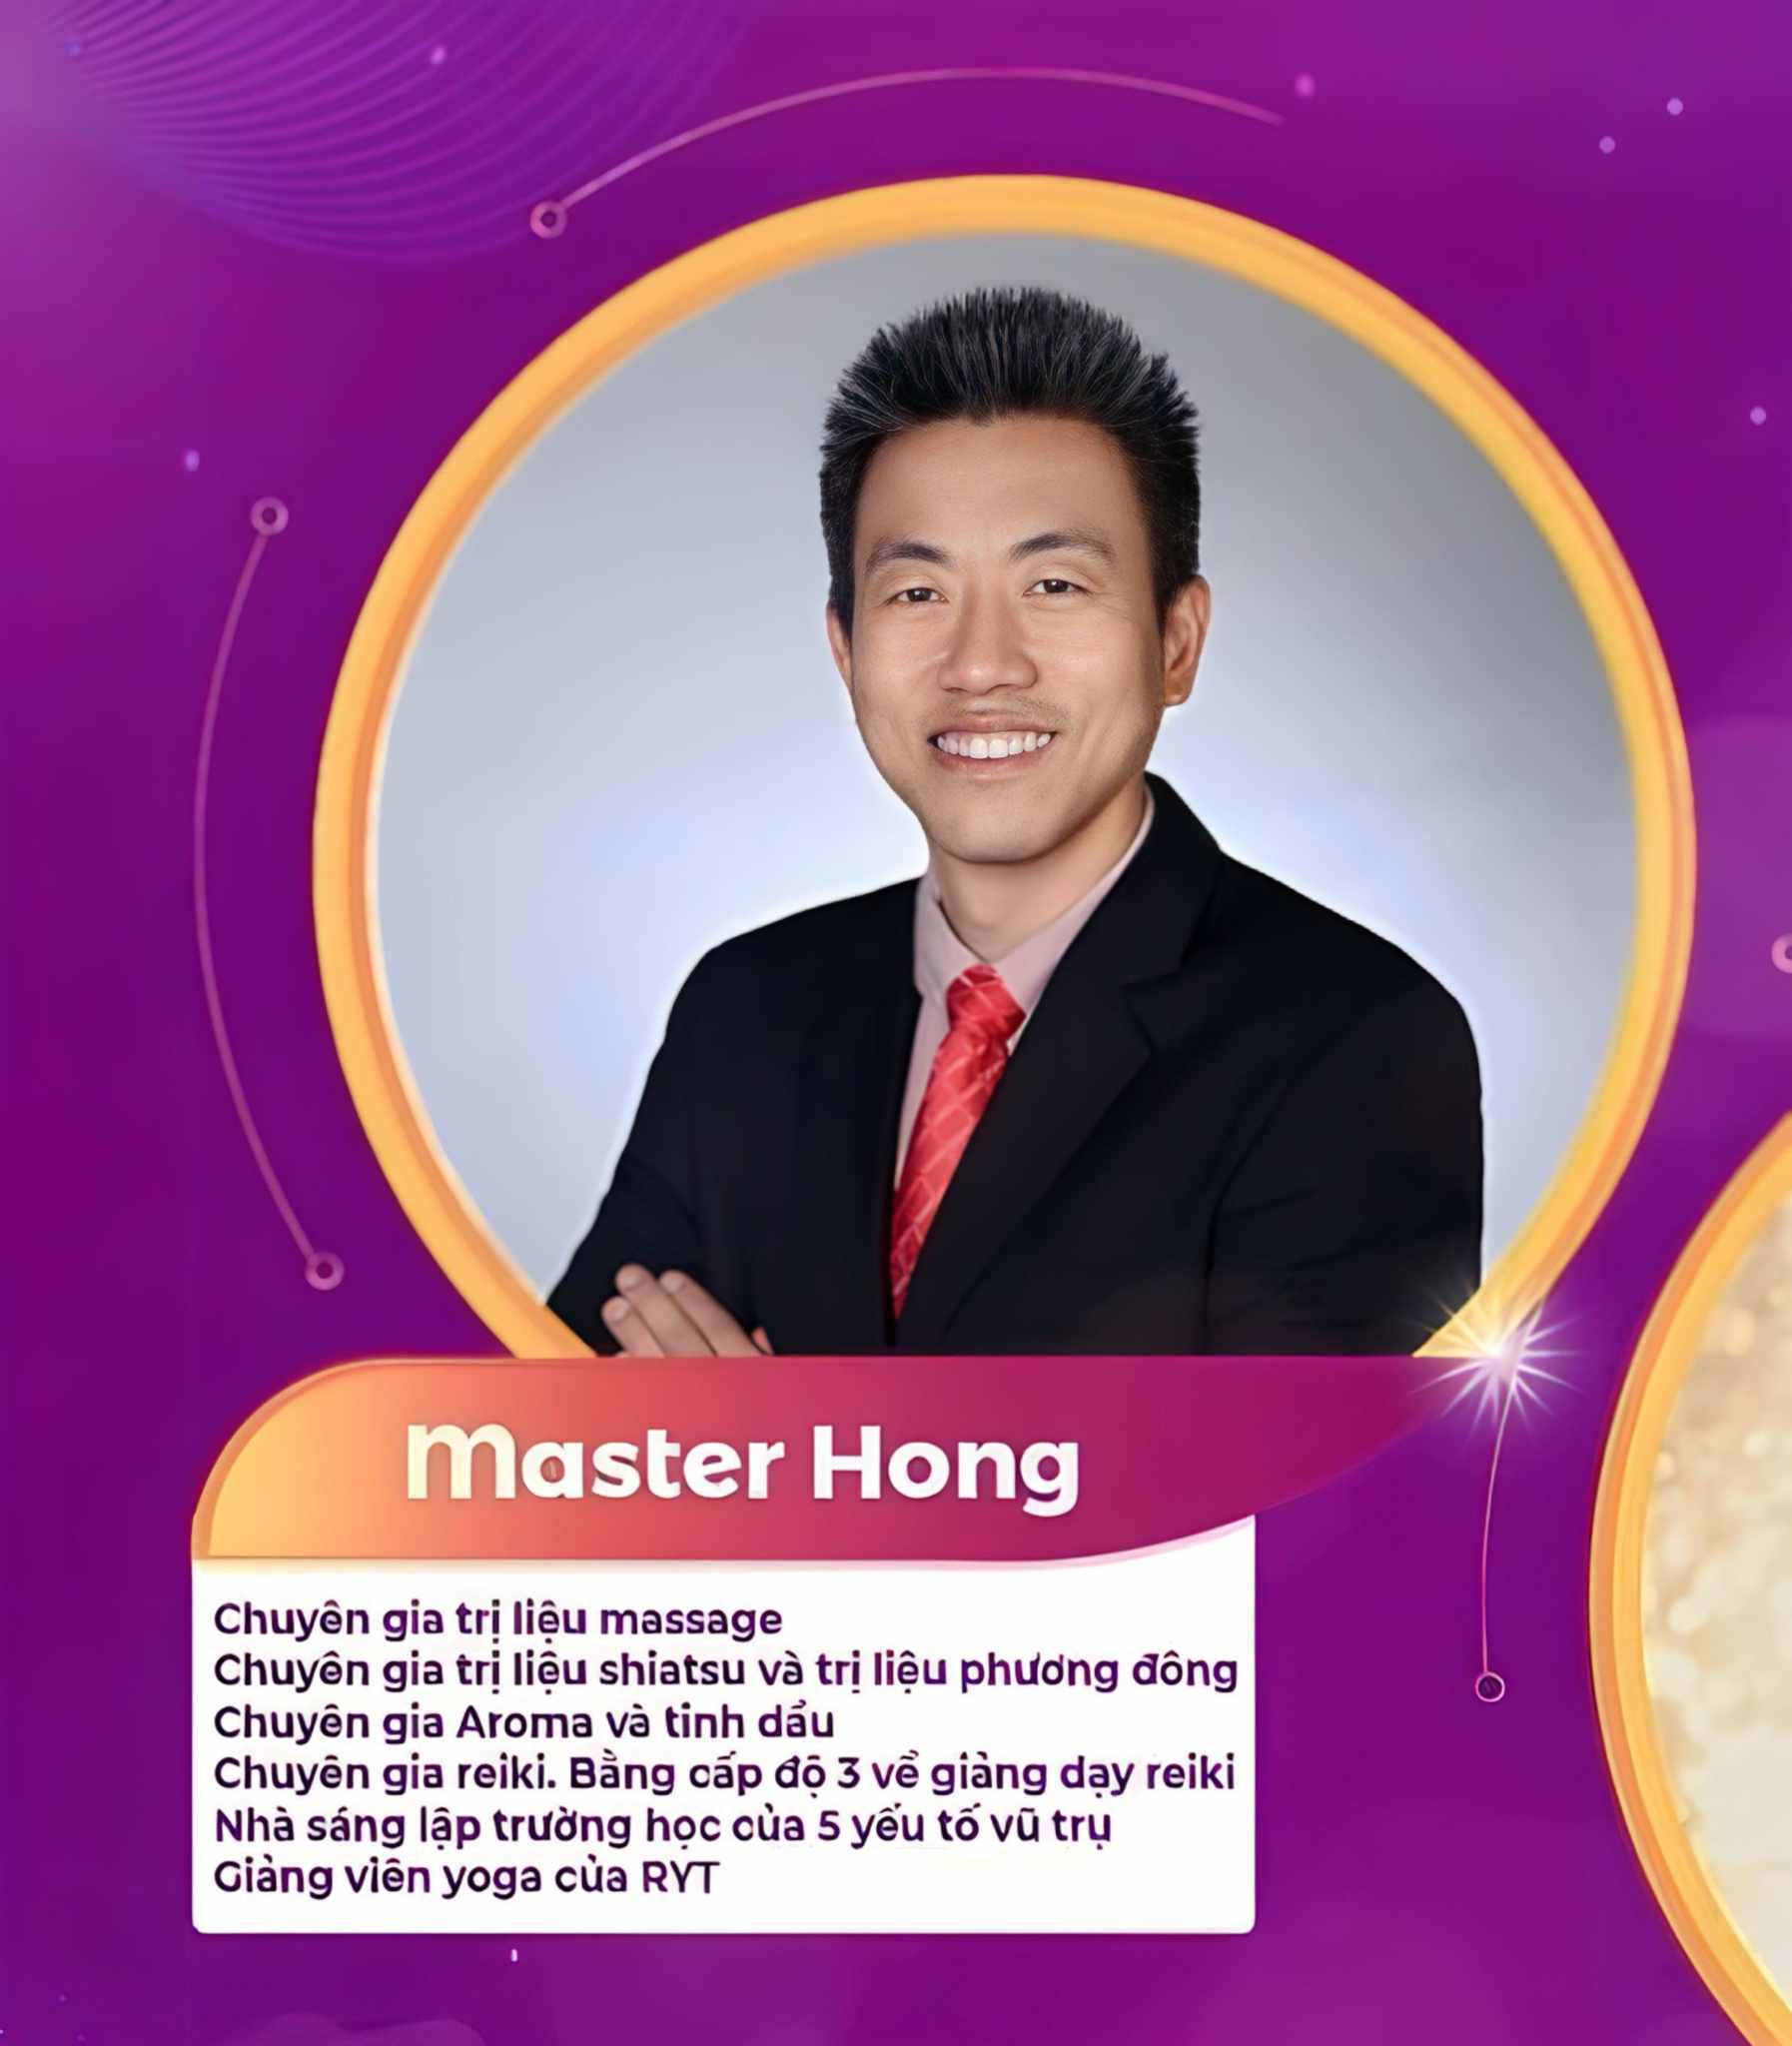 Master Hong
Chuyên gia trị liệu massage
Chuyên gia trị liệu shiatsu và trị liệu phương đông
Chuyên gia Aroma và tinh dầu
Chuyên gia reiki. Bằng cấp độ 3 về giảng dạy reiki
Nhà sáng lập trường học của 5 yếu tố vũ trụ
Giảng viên yoga của RYT